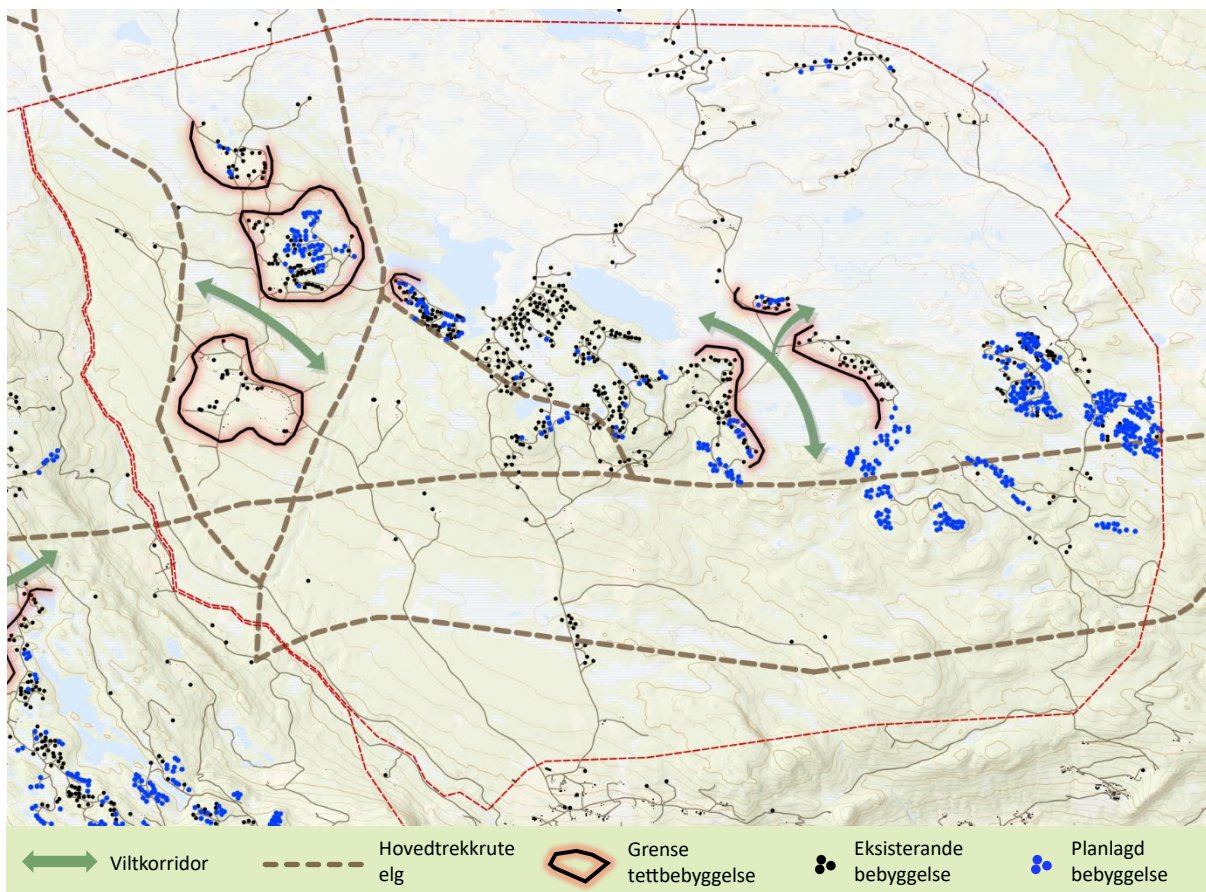 Viltkorridor
Hovedtrekkrute
elg
Grense
tettbebyggelse
Eksisterande
bebyggelse
Planlagd
bebyggelse